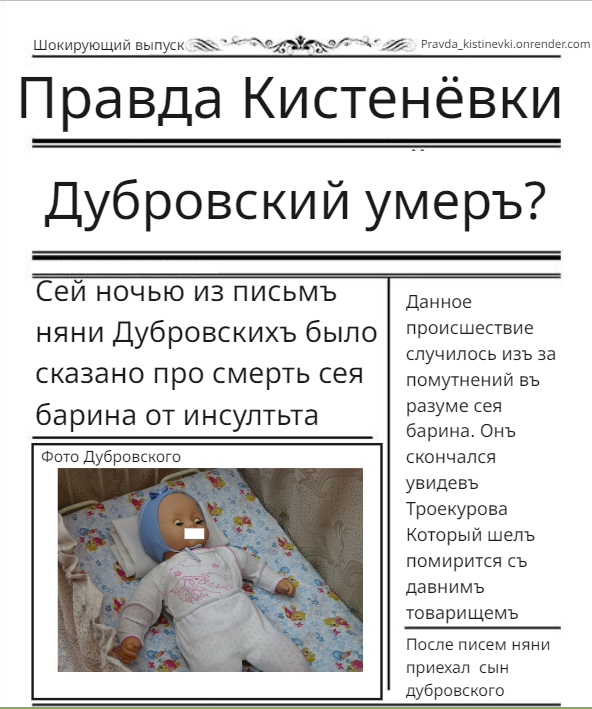 Шокирующий выпуск
Pravda_kistinevki.onrender.com
Правда Кистенёвки
Дубровский умеръ?
Сей ночью из письмъ
няни Дубровскихъ было
сказано про смерть сея
барина от инсультьта
Фото Дубровского
Данное
происшествие
случилось изъ за
помутнений въ
разуме сея
барина. Онъ
скончался
увидевъ
Троекурова
Который шелъ
помирится съ
давнимъ
товарищемъ
После писем няни
приехал сын
дубровского